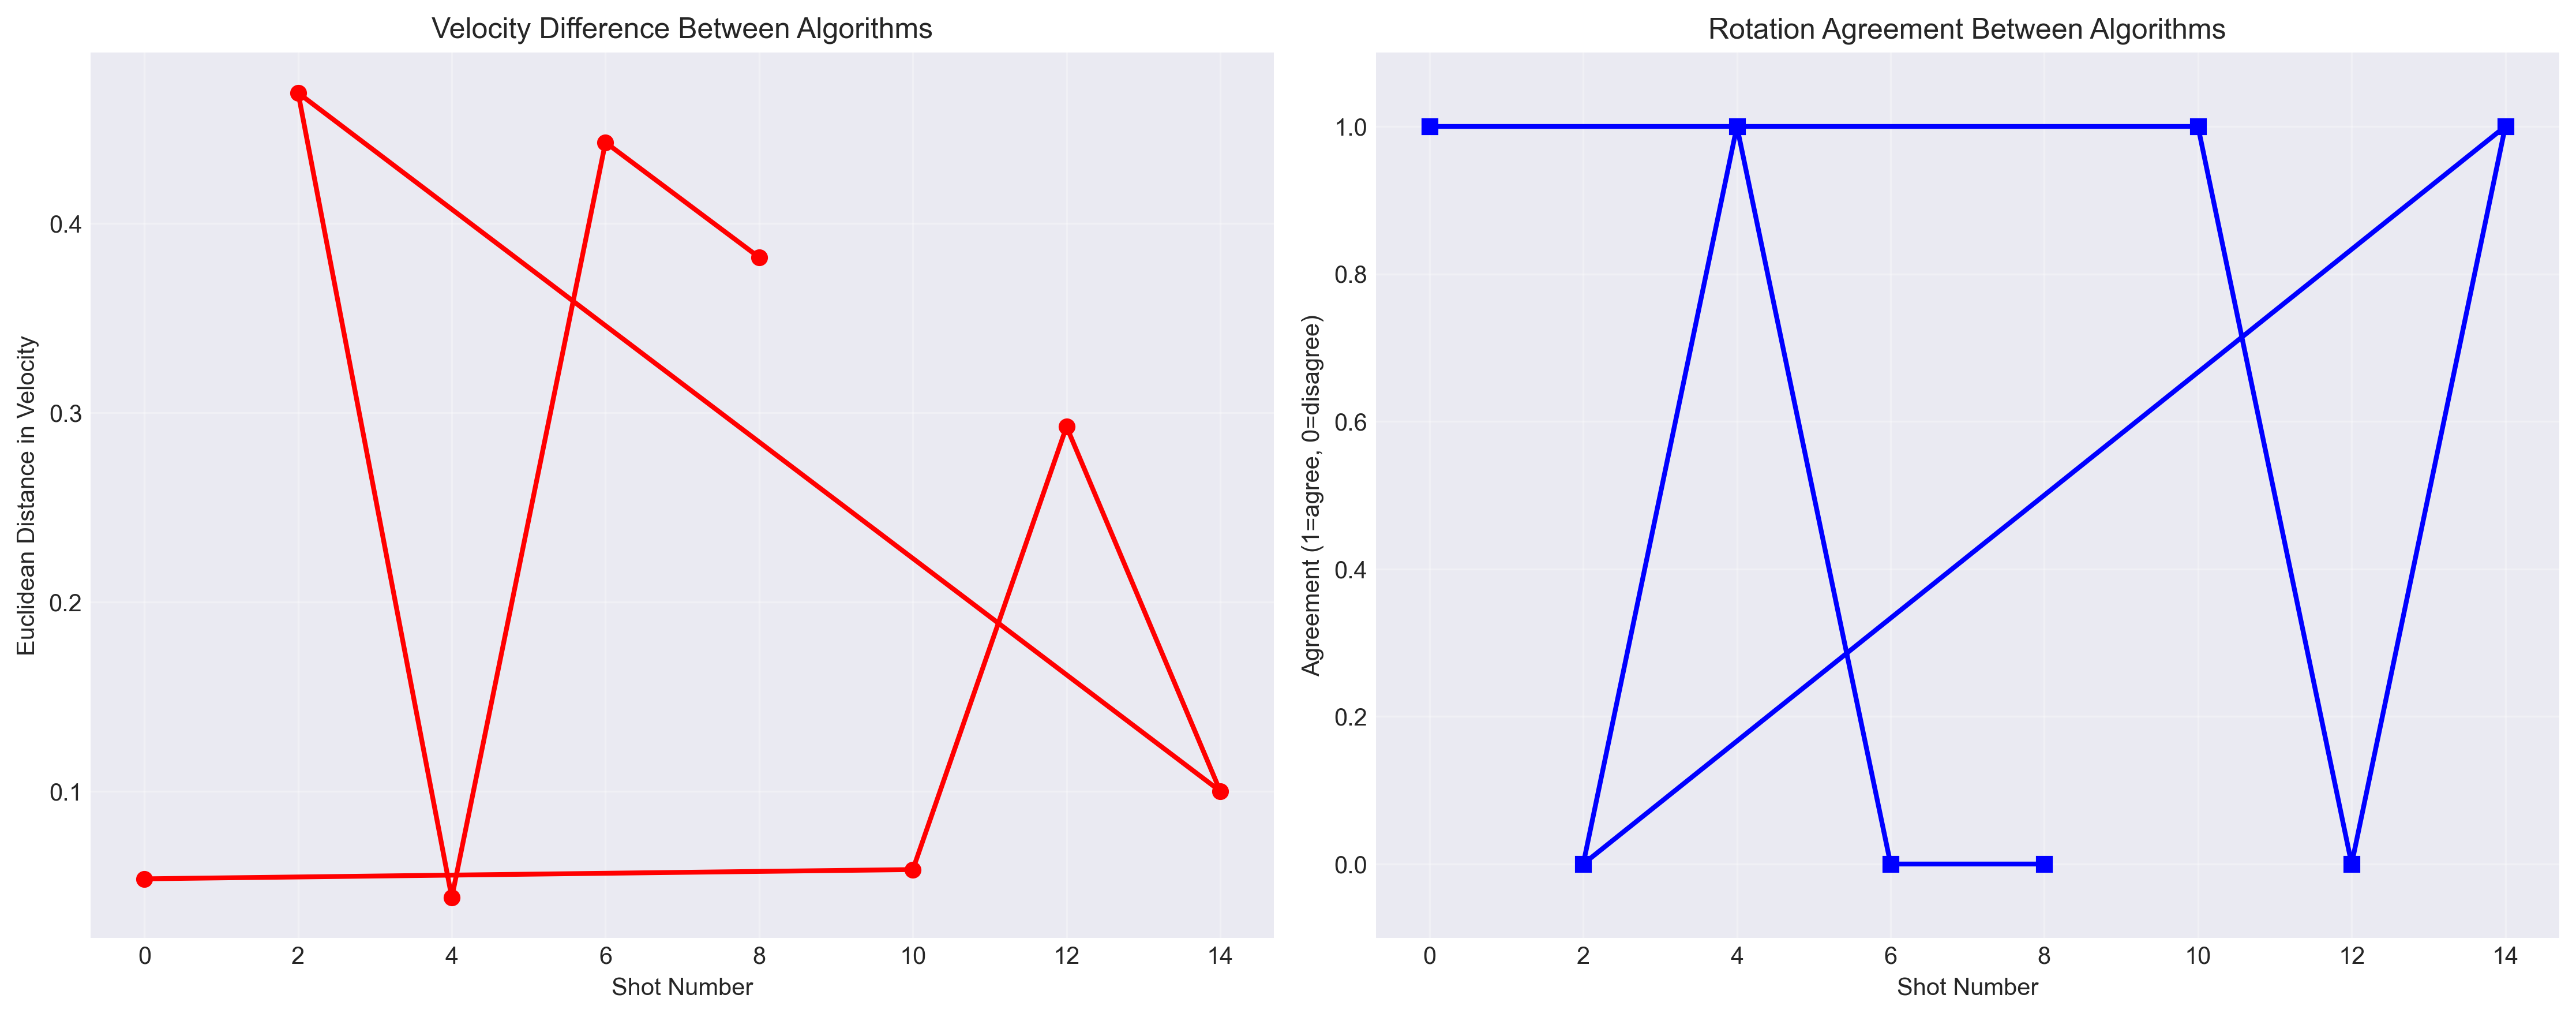 Velocity Difference Between Algorithms
Euclidean Distance in Velocity
0.4
0.3
0.2
0.1
0 2 4 6 8 10 12 14
Shot Number
Rotation Agreement Between Algorithms
Agreement (1=agree, 0=disagree)
1.0
0.8
0.6
0.4
0.2
0.0
0 2 4 6 8 10 12 14
Shot Number